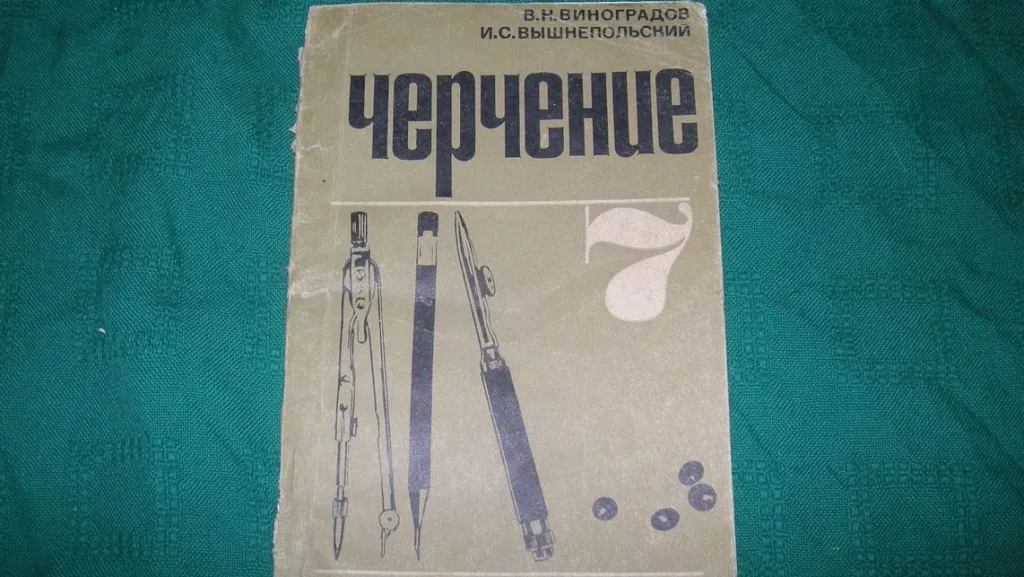 В.Н.ВИНОГРАДОВ
И.С.ВЫШНЕПОЛЬСКИЙ
черчение
7